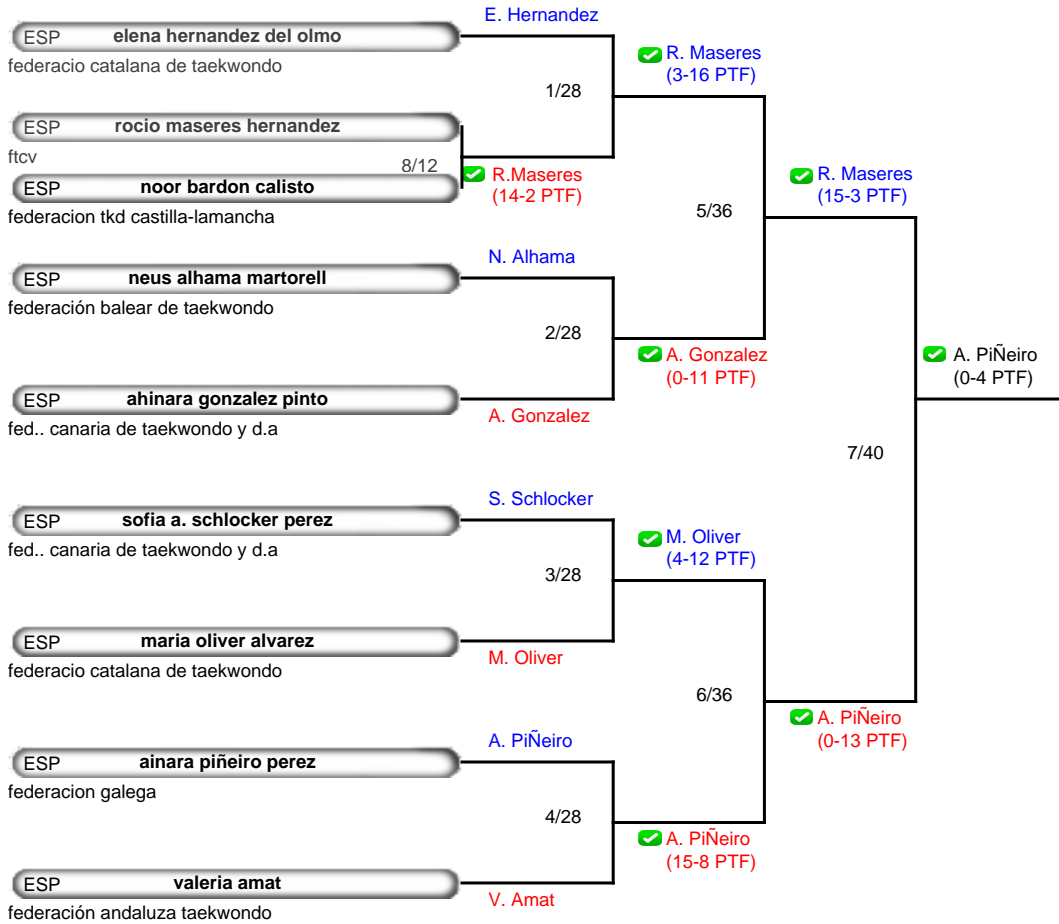 E. Hernandez
ESP elena hernandez del olmo
federacio catalana de taekwondo
1/28
R. Maseres
(3-16 PTF)
ESP rocio maseres hernandez
ftcv
8/12
R.Maseres
(14-2 PTF)
ESP noor bardon calisto
federacion tkd castilla-lamancha
5/36
R. Maseres
(15-3 PTF)
N. Alhama
ESP neus alhama martorell
federación balear de taekwondo
2/28
A. Gonzalez
(0-11 PTF)
ESP ahinara gonzalez pinto
fed.. canaria de taekwondo y d.a
A. Gonzalez
7/40
A. PiÑeiro
(0-4 PTF)
S. Schlocker
ESP sofia a. schlocker perez
fed.. canaria de taekwondo y d.a
3/28
M. Oliver
(4-12 PTF)
ESP maria oliver alvarez
federacio catalana de taekwondo
M. Oliver
6/36
A. PiÑeiro
(0-13 PTF)
A. PiÑeiro
ESP ainara piñeiro perez
federacion galega
4/28
A. PiÑeiro
(15-8 PTF)
ESP valeria amat
federación andaluza taekwondo
V. Amat